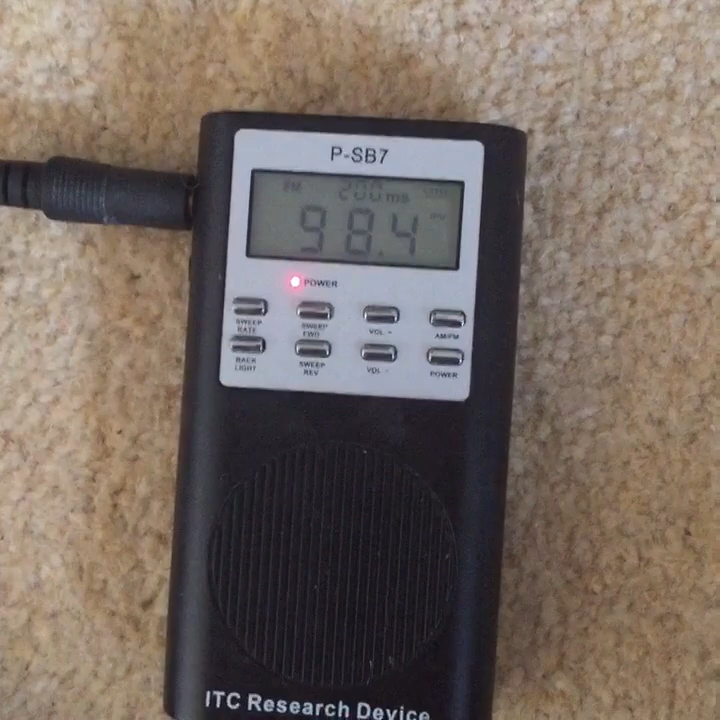 P-SB7
FM 200ms
98.4
POWER
SWEEP RATE
SWEEP FWD
VOL +
AM/FM
BACK LIGHT
SWEEP REV
VOL -
POWER
ITC Research Device